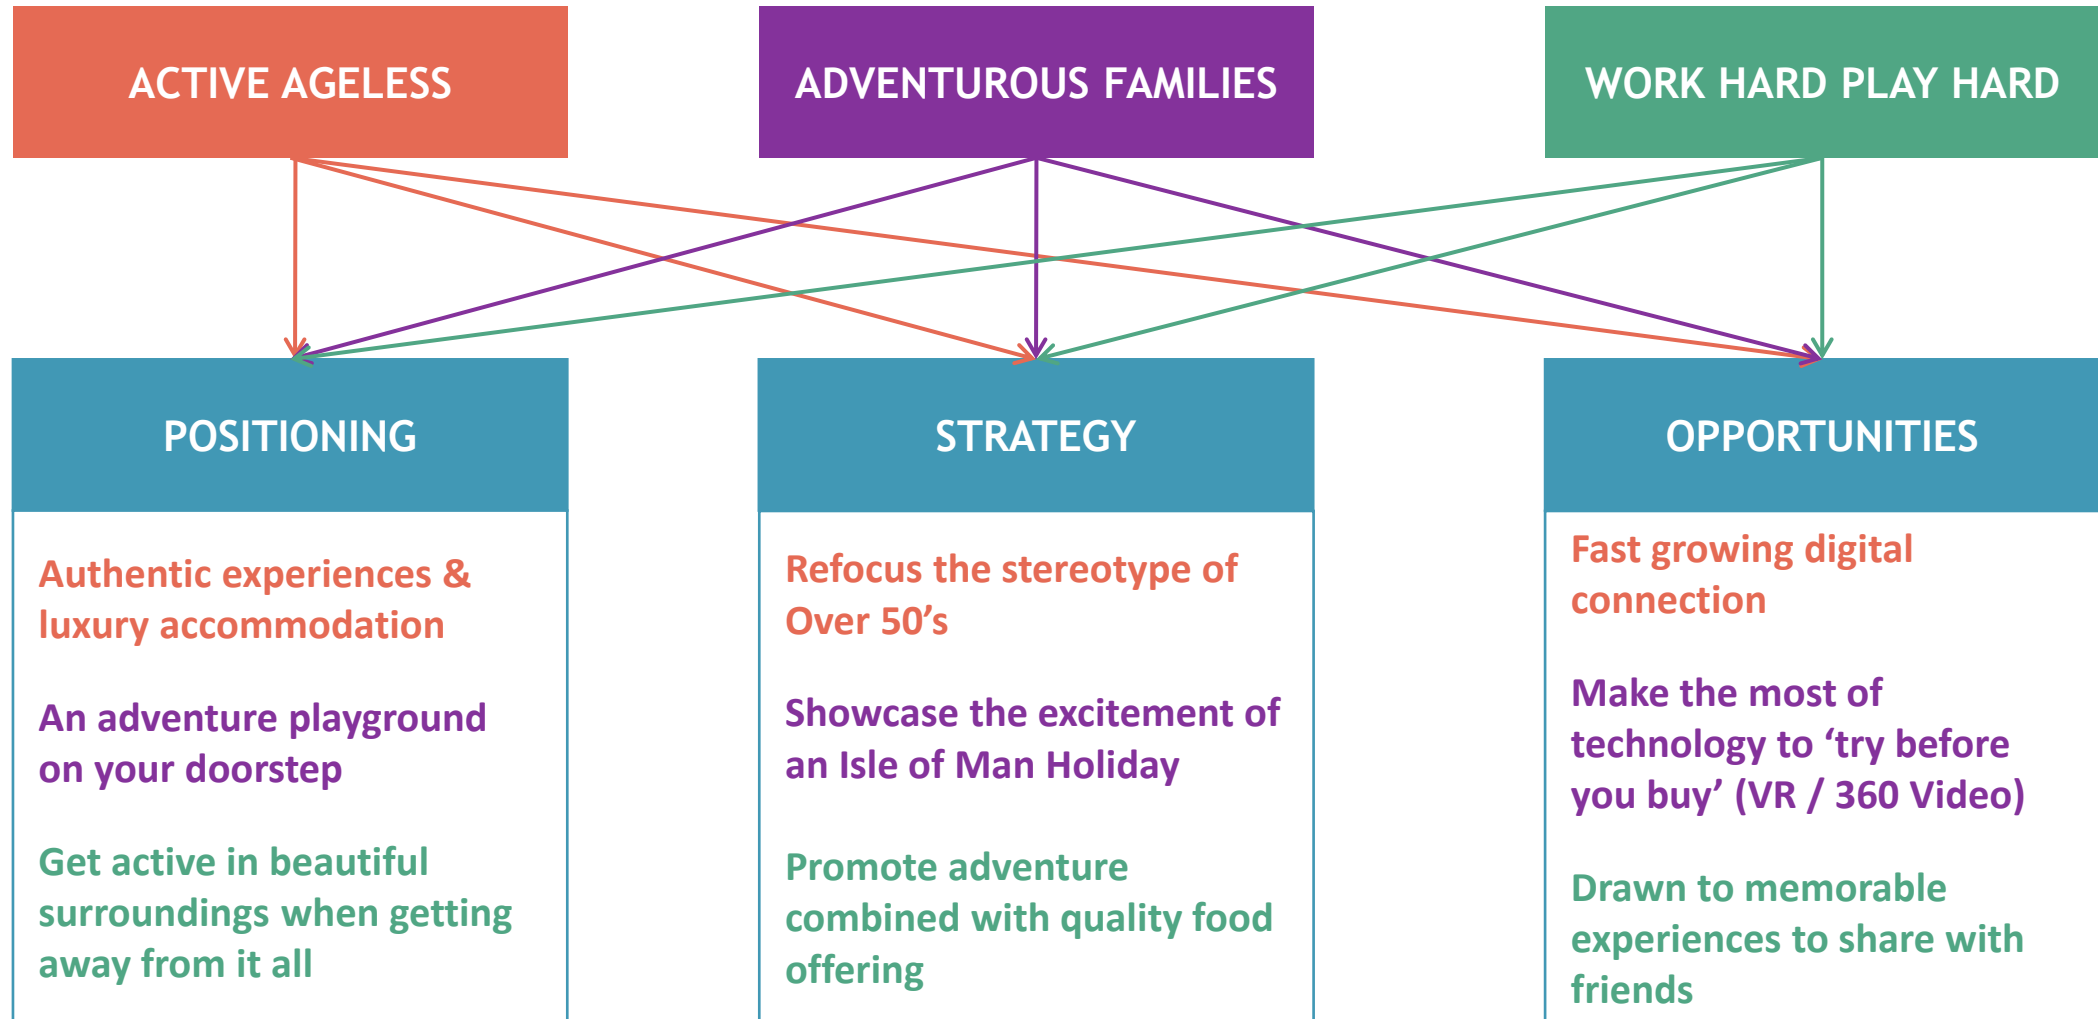 ACTIVE AGELESS
ADVENTUROUS FAMILIES
WORK HARD PLAY HARD
POSITIONING
Authentic experiences &
luxury accommodation
An adventure playground
on your doorstep
Get active in beautiful
surroundings when getting
away from it all
STRATEGY
Refocus the stereotype of
Over 50’s
Showcase the excitement of
an Isle of Man Holiday
Promote adventure
combined with quality food
offering
OPPORTUNITIES
Fast growing digital
connection
Make the most of
technology to ‘try before
you buy’ (VR / 360 Video)
Drawn to memorable
experiences to share with
friends